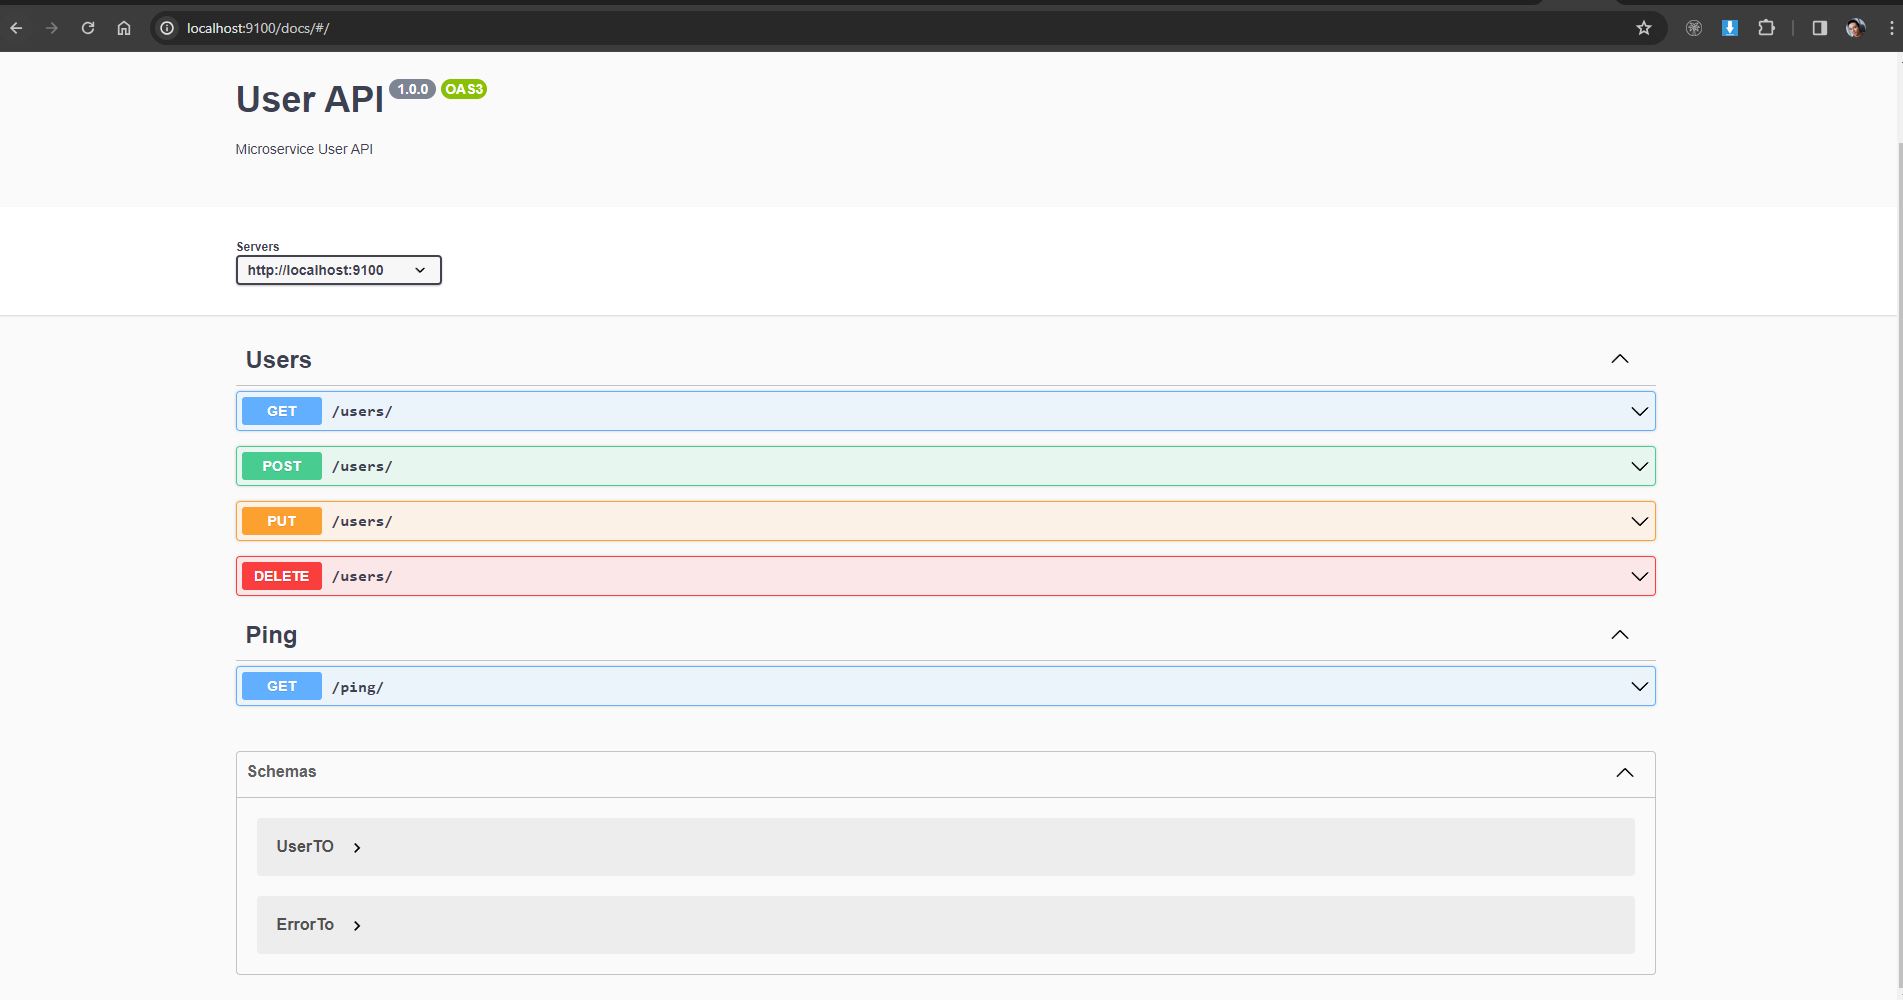 localhost:9100/docs/#/
User API 1.0.0 OAS3
Microservice User API
Servers
http://localhost:9100
Users
GET /users/
POST /users/
PUT /users/
DELETE /users/
Ping
GET /ping/
Schemas
UserTO
ErrorTo